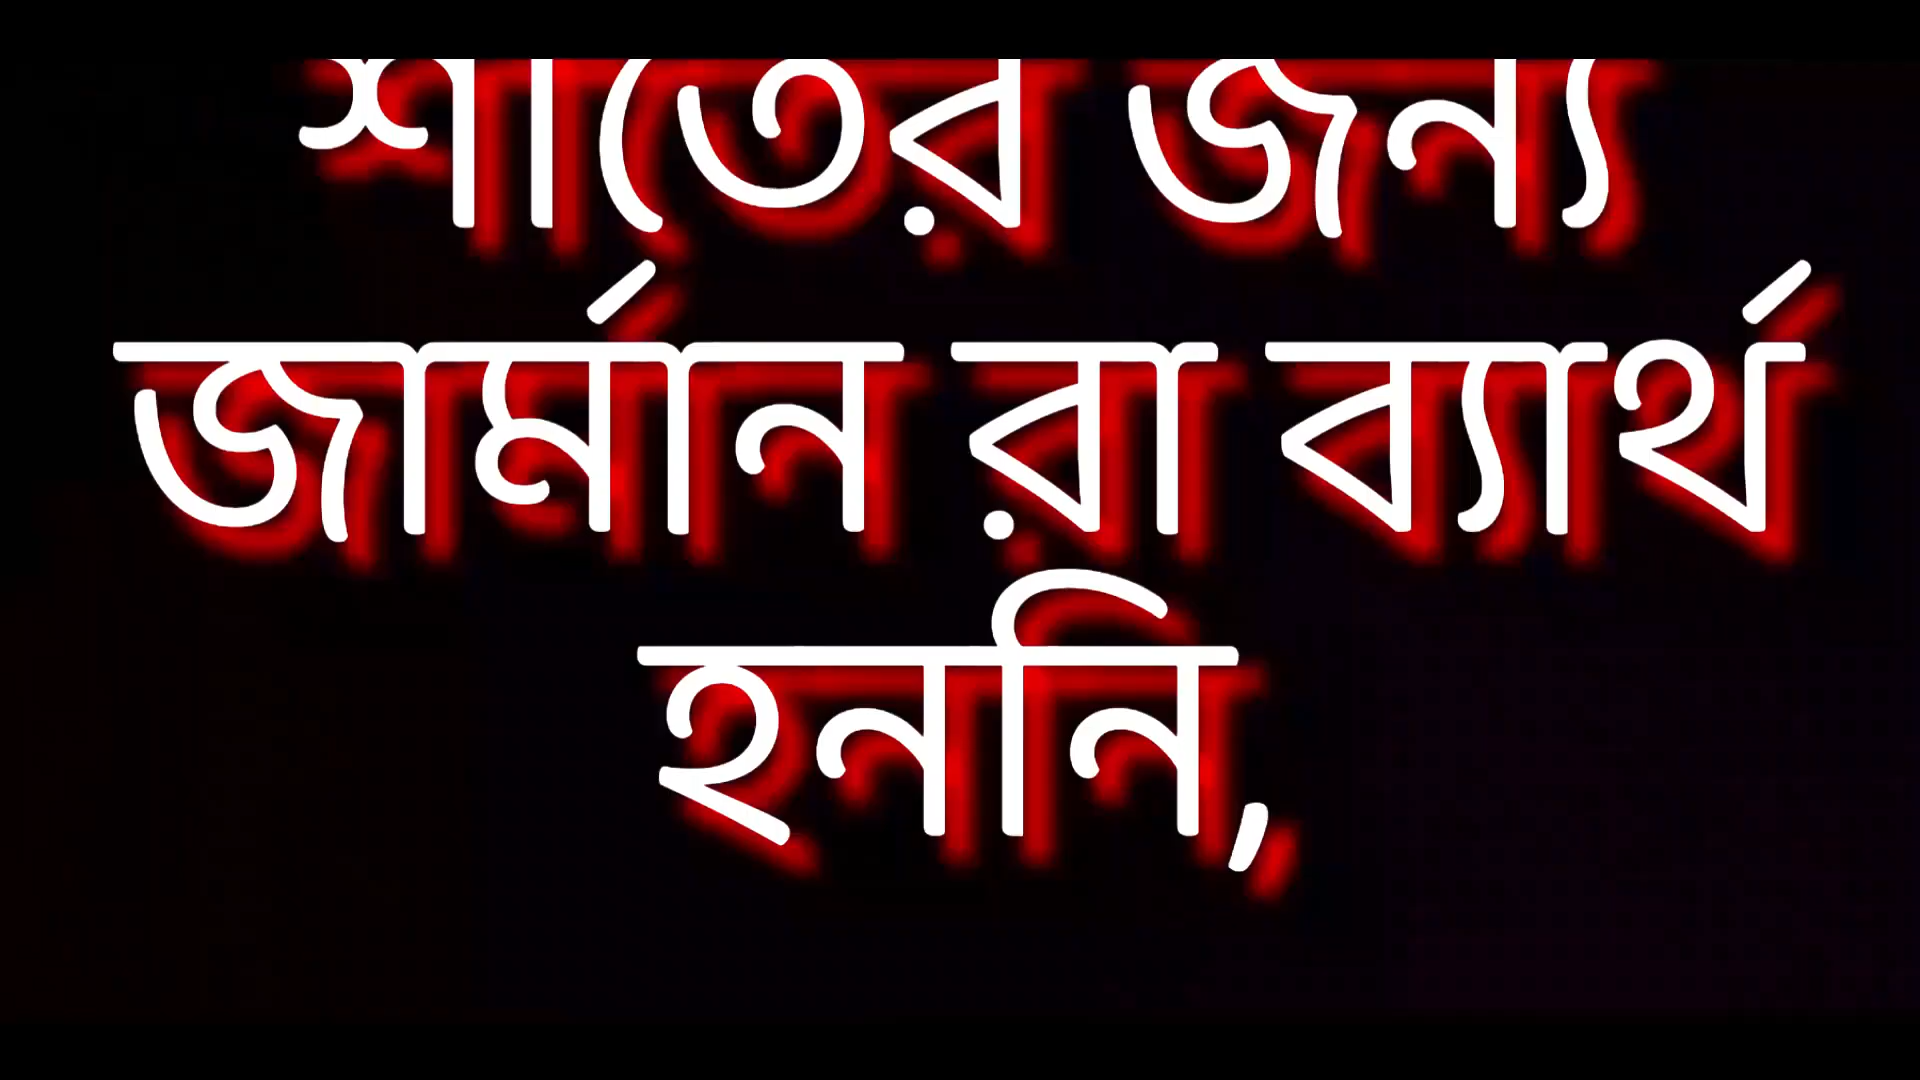 শীতের জন্য
জার্মান রা ব্যার্থ
হননি,